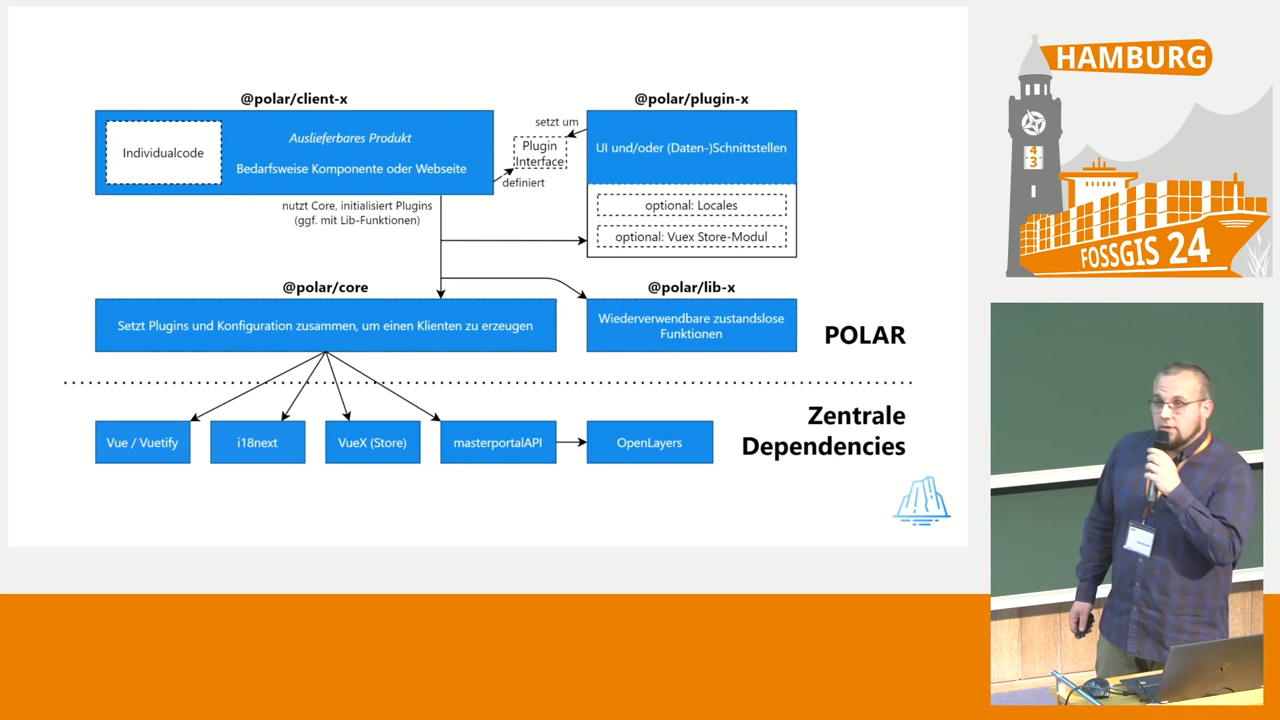 @polar/client-x
Individualcode
Auslieferbares Produkt
Bedarfsweise Komponente oder Webseite
setzt um
Plugin
Interface
definiert
@polar/plugin-x
UI und/oder (Daten-)Schnittstellen
optional: Locales
optional: Vuex Store-Modul
nutzt Core, initialisiert Plugins
(ggf. mit Lib-Funktionen)
@polar/core
Setzt Plugins und Konfiguration zusammen, um einen Klienten zu erzeugen
@polar/lib-x
Wiederverwendbare zustandslose
Funktionen
POLAR
Zentrale
Dependencies
Vue / Vuetify
i18next
VueX (Store)
masterportalAPI
OpenLayers
HAMBURG
4
3
FOSSGIS 24